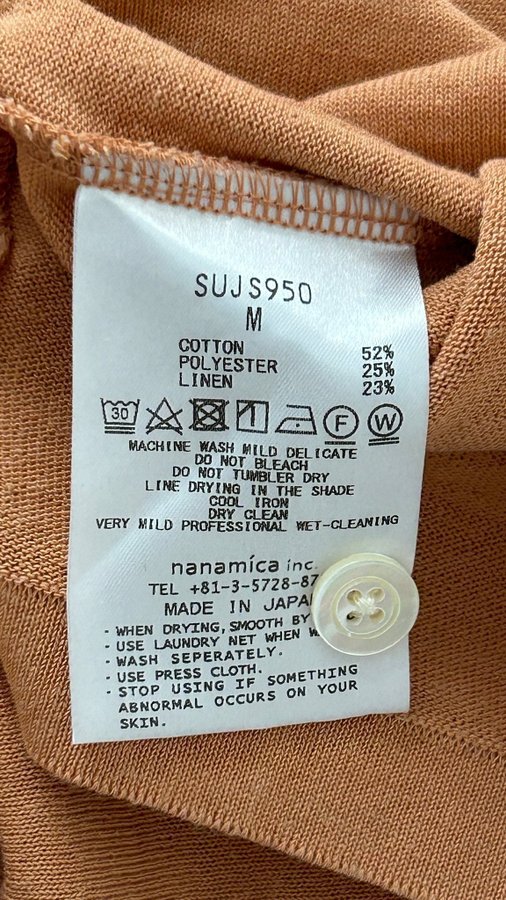 SUJS950
M
COTTON 52%
POLYESTER 25%
LINEN 23%
30 F W
MACHINE WASH MILD DELICATE
DO NOT BLEACH
DO NOT TUMBLER DRY
LINE DRYING IN THE SHADE
COOL IRON
DRY CLEAN
VERY MILD PROFESSIONAL WET-CLEANING
nanamíca inc.
TEL +81-3-5728-87
MADE IN JAPA
· WHEN DRYING, SMOOTH BY
· USE LAUNDRY NET WHEN W
· WASH SEPERATELY.
· USE PRESS CLOTH.
· STOP USING IF SOMETHING
ABNORMAL OCCURS ON YOUR
SKIN.